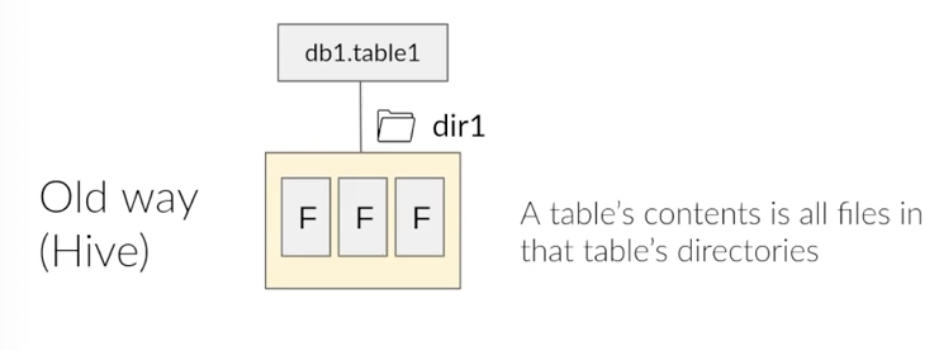 db1.table1
dir1
Old way
(Hive)
F F F
A table's contents is all files in
that table's directories